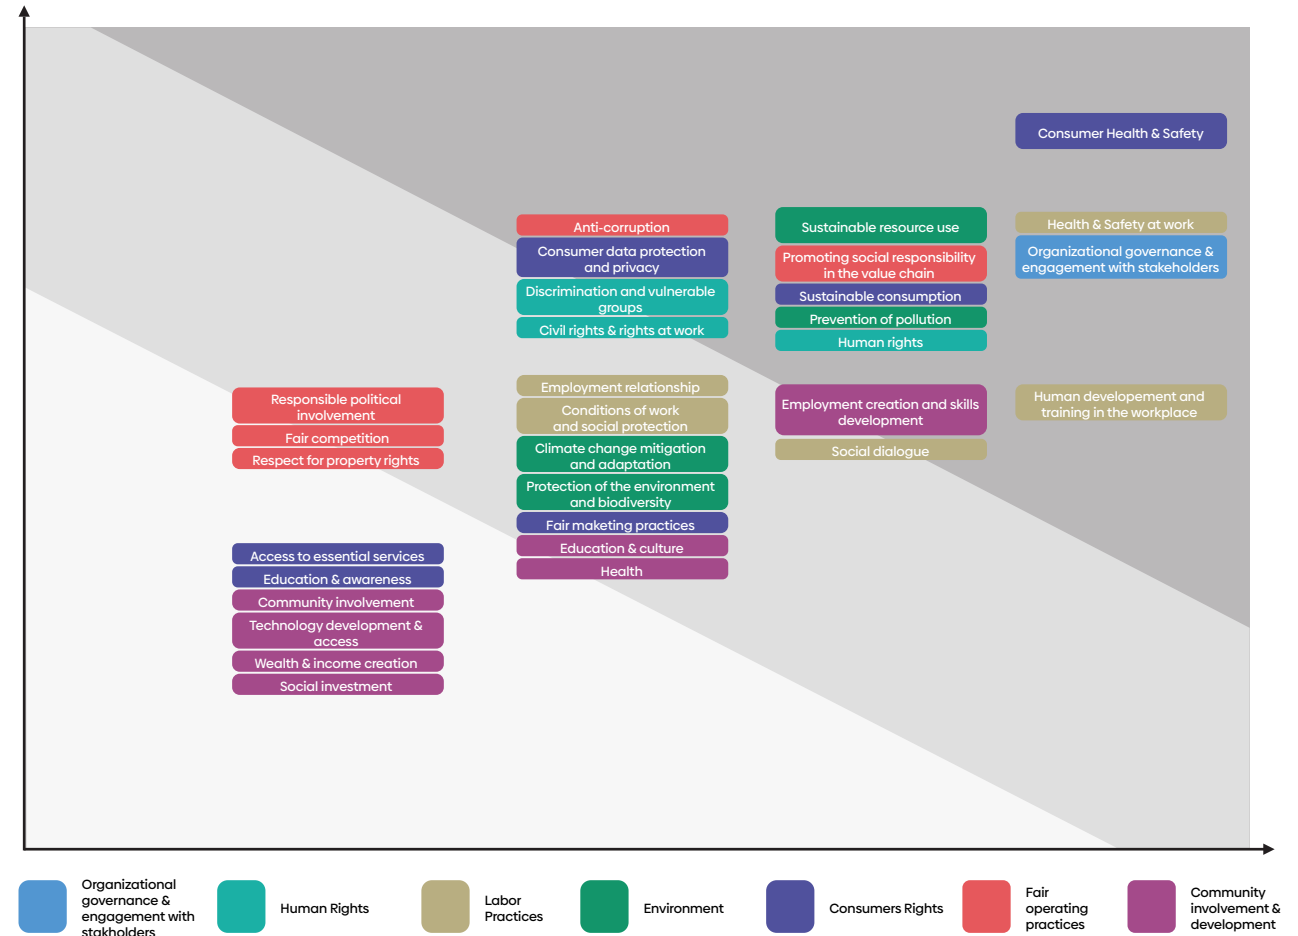 Consumer Health & Safety
Anti-corruption
Consumer data protection
and privacy
Discrimination and vulnerable
groups
Civil rights & rights at work
Sustainable resource use
Promoting social responsibility
in the value chain
Sustainable consumption
Prevention of pollution
Human rights
Health & Safety at work
Organizational governance &
engagement with stakeholders
Responsible political
involvement
Fair competition
Respect for property rights
Employment relationship
Conditions of work
and social protection
Climate change mitigation
and adaptation
Protection of the environment
and biodiversity
Fair maketing practices
Education & culture
Health
Employment creation and skills
development
Social dialogue
Human developement and
training in the workplace
Access to essential services
Education & awareness
Community involvement
Technology development &
access
Wealth & income creation
Social investment
Organizational
governance &
engagement with
stakholders
Human Rights
Labor
Practices
Environment
Consumers Rights
Fair
operating
practices
Community
involvement &
development